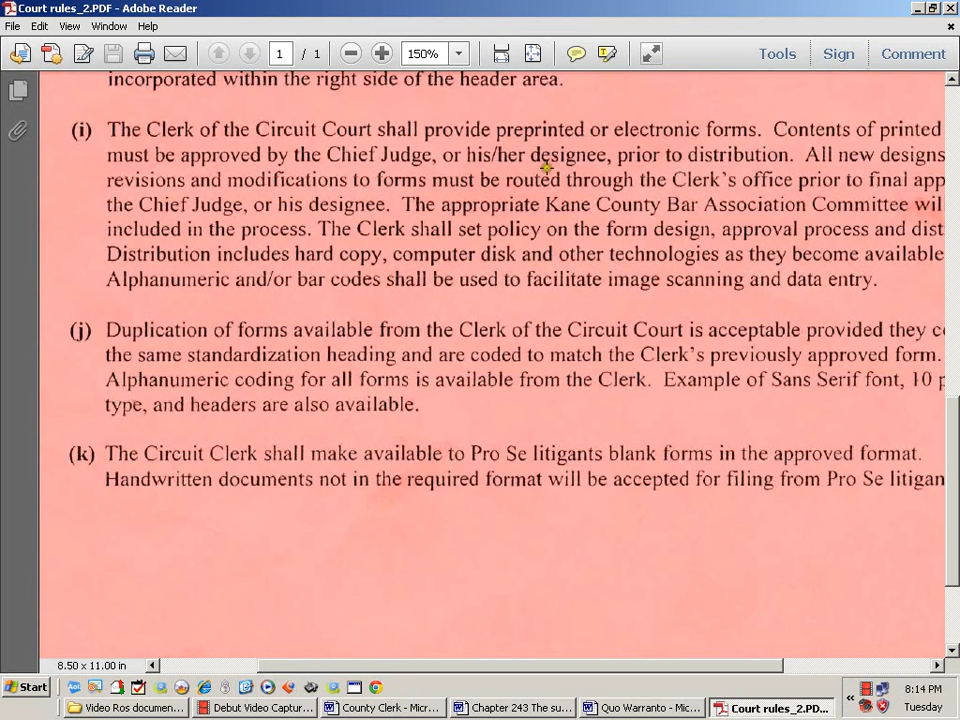 Court rules_2.PDF - Adobe Reader
File Edit View Window Help
1 / 1 150% Tools Sign Comment
incorporated within the right side of the header area.
(i) The Clerk of the Circuit Court shall provide preprinted or electronic forms. Contents of printed
must be approved by the Chief Judge, or his/her designee, prior to distribution. All new designs
revisions and modifications to forms must be routed through the Clerk's office prior to final app
the Chief Judge, or his designee. The appropriate Kane County Bar Association Committee wil
included in the process. The Clerk shall set policy on the form design, approval process and dist
Distribution includes hard copy, computer disk and other technologies as they become available
Alphanumeric and/or bar codes shall be used to facilitate image scanning and data entry.
(j) Duplication of forms available from the Clerk of the Circuit Court is acceptable provided they c
the same standardization heading and are coded to match the Clerk's previously approved form.
Alphanumeric coding for all forms is available from the Clerk. Example of Sans Serif font, 10 p
type, and headers are also available.
(k) The Circuit Clerk shall make available to Pro Se litigants blank forms in the approved format.
Handwritten documents not in the required format will be accepted for filing from Pro Se litigan
8.50 x 11.00 in
Start 8:14 PM
Tuesday
Video Ros documen... Debut Video Captur... County Clerk - Micr... Chapter 243 The su... Quo Warranto - Mic... Court rules_2.PD...